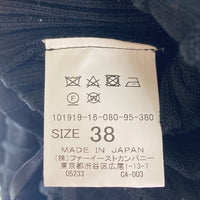 101919-16-080-95-380
SIZE 38
MADE IN JAPAN
(株)ファーイーストカンパニー
東京都渋谷区広尾1-13-7
05233 CA-003